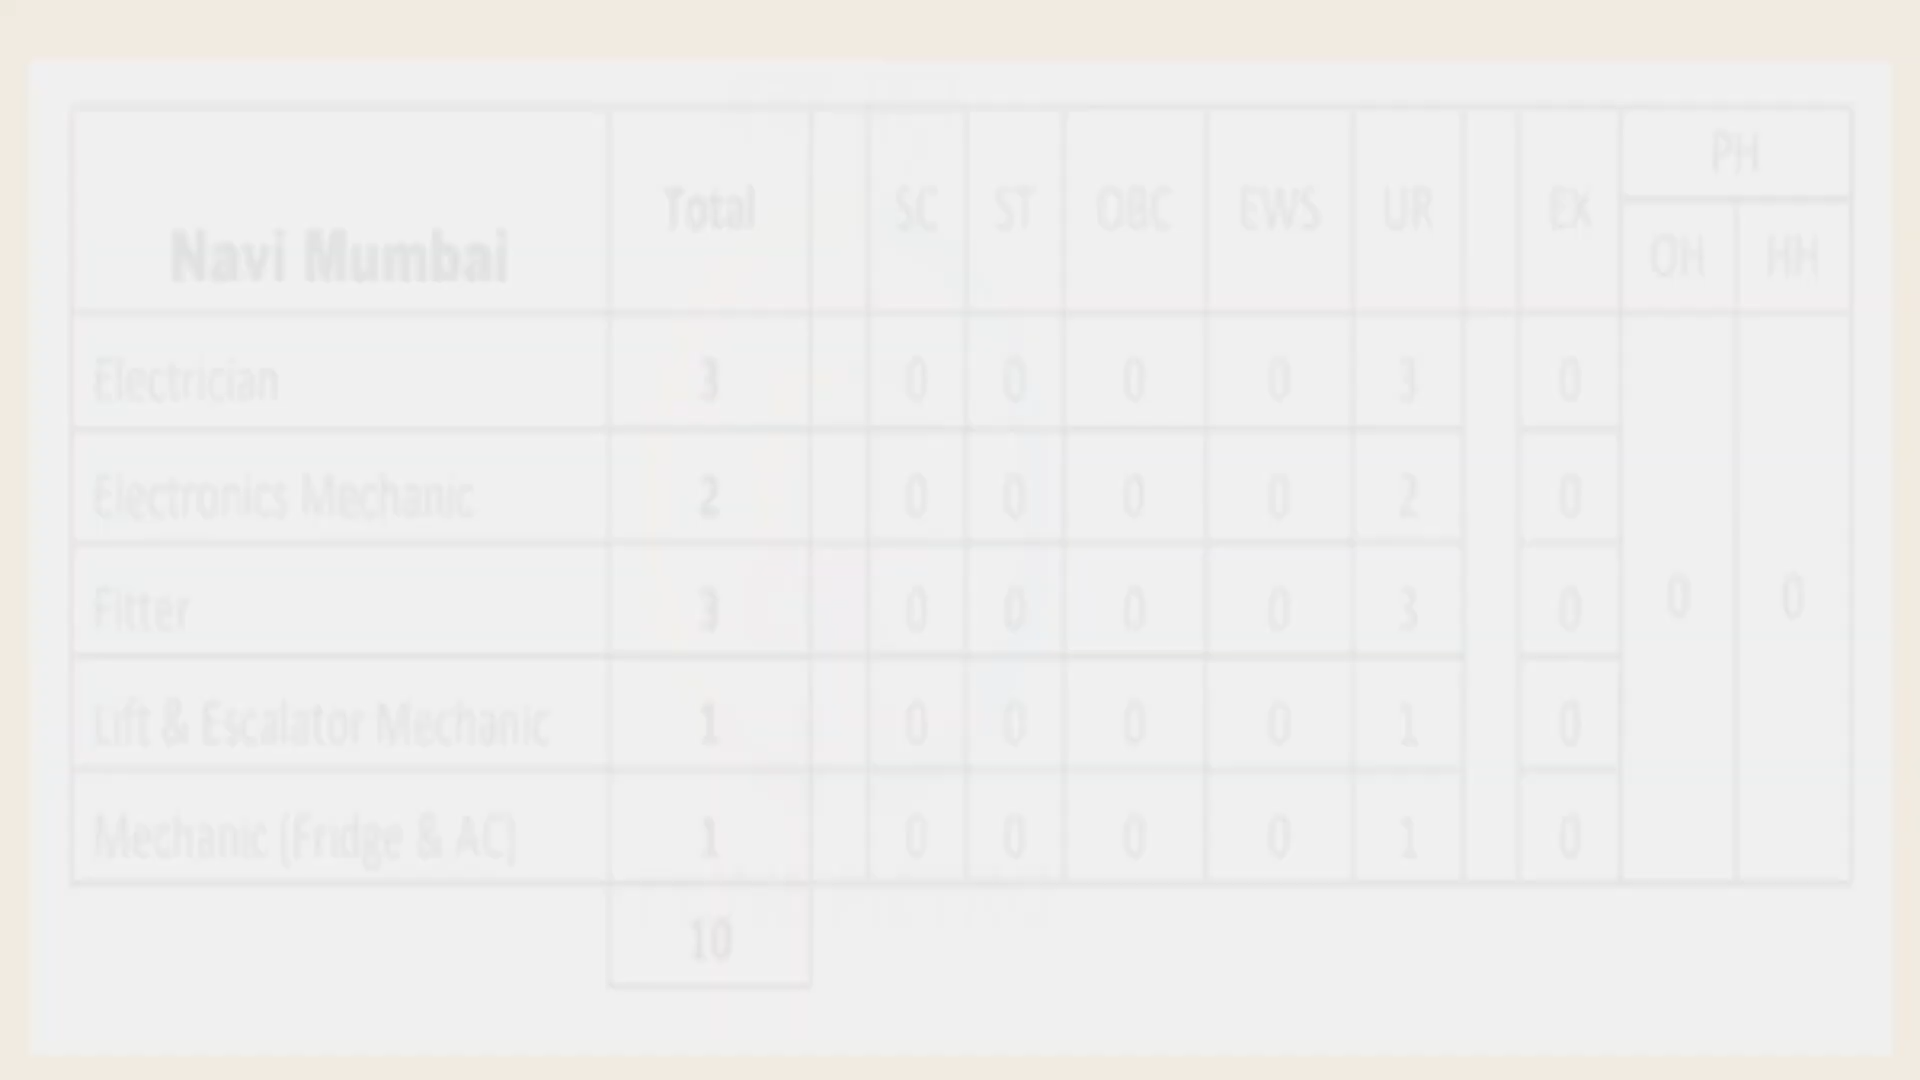 PH
Total SC ST OBC EWS UR EX
Navi Mumbai OH HH
Electrician 3 0 0 0 0 3 0
Electronics Mechanic 2 0 0 0 0 2 0
Fitter 3 0 0 0 0 3 0 0 0
Lift & Escalator Mechanic 1 0 0 0 0 1 0
Mechanic (Fridge & AC) 1 0 0 0 0 1 0
10